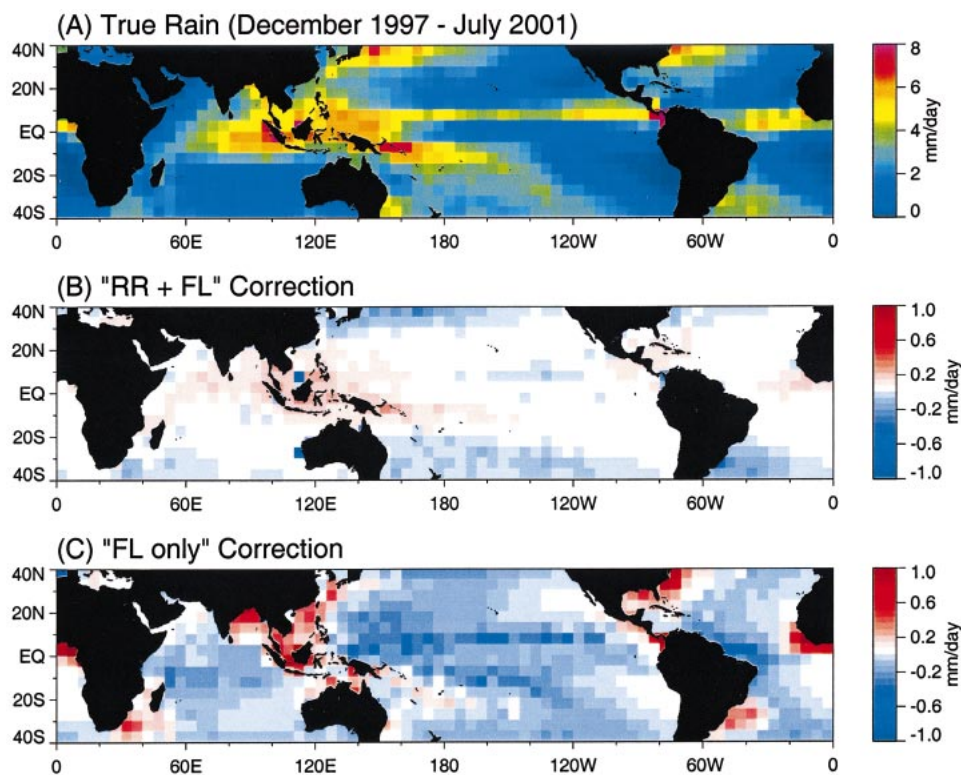 (A) True Rain (December 1997 - July 2001)
40N
20N
EQ
20S
40S
0
60E
120E
180
120W
60W
0
8
6
4
2
0
mm/day
(B) "RR + FL" Correction
40N
20N
EQ
20S
40S
0
60E
120E
180
120W
60W
0
1.0
0.6
0.2
-0.2
-0.6
-1.0
mm/day
(C) "FL only" Correction
40N
20N
EQ
20S
40S
0
60E
120E
180
120W
60W
0
1.0
0.6
0.2
-0.2
-0.6
-1.0
mm/day